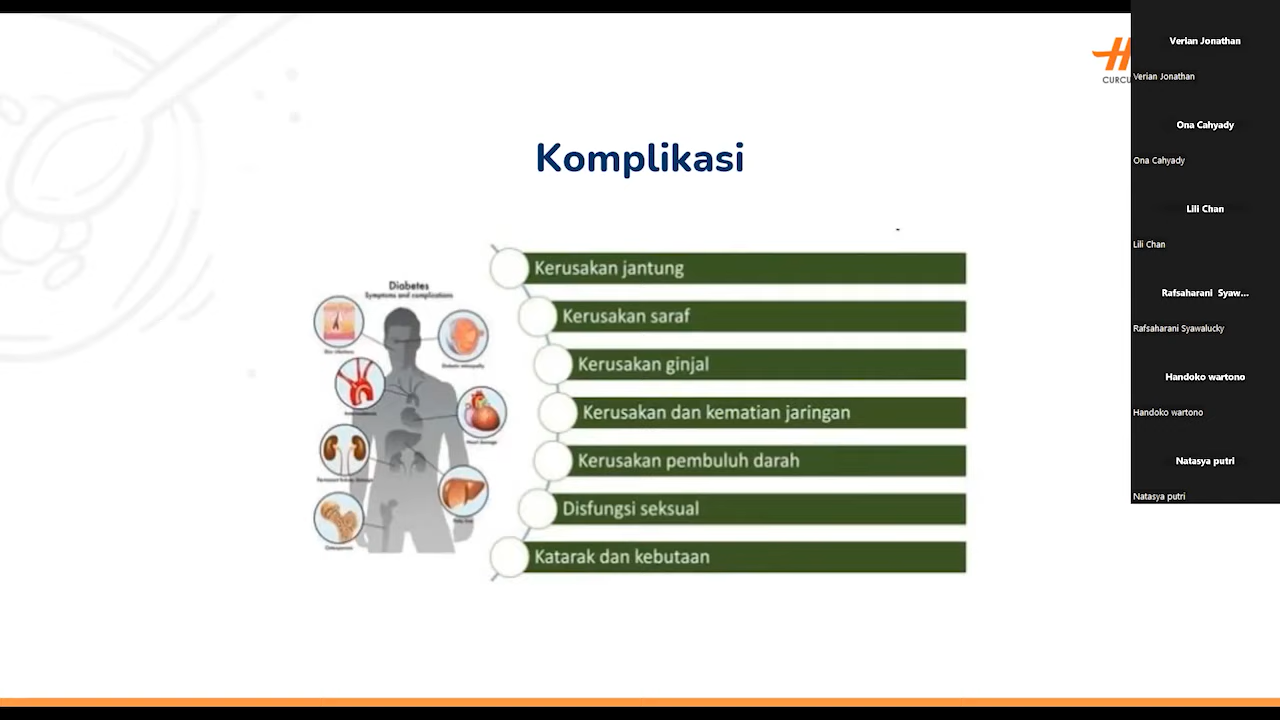 Komplikasi
CURCU
Diabetes
Symptoms and complications
Kerusakan jantung
Kerusakan saraf
Kerusakan ginjal
Kerusakan dan kematian jaringan
Kerusakan pembuluh darah
Disfungsi seksual
Katarak dan kebutaan
Verian Jonathan
Verian Jonathan
Ona Cahyady
Ona Cahyady
Lili Chan
Lili Chan
Rafsaharani Syaw...
Rafsaharani Syawalucky
Handoko wartono
Handoko wartono
Natasya putri
Natasya putri